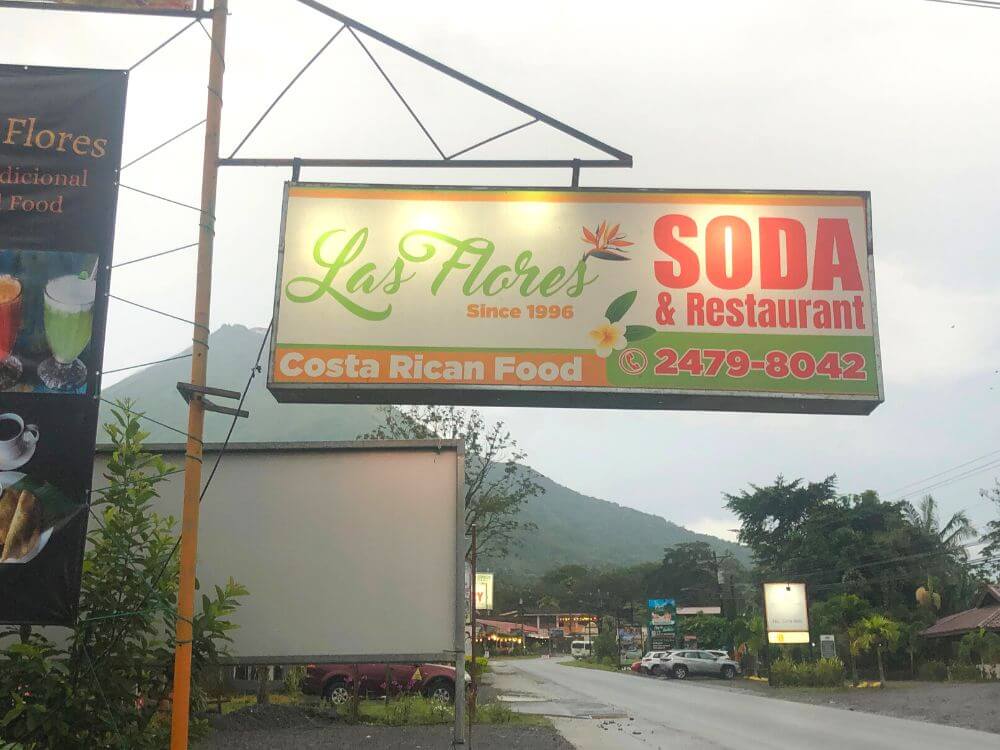 Flores
dicional
Food
Las Flores
Since 1996
SODA
& Restaurant
Costa Rican Food
2479-8042